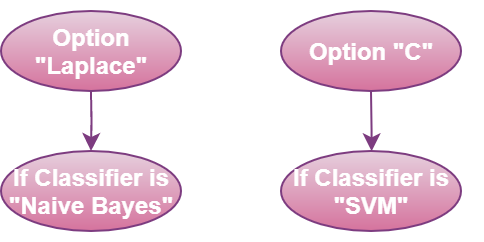 Option
"Laplace"
Option "C"
If Classifier is
"Naive Bayes"
If Classifier is
"SVM"